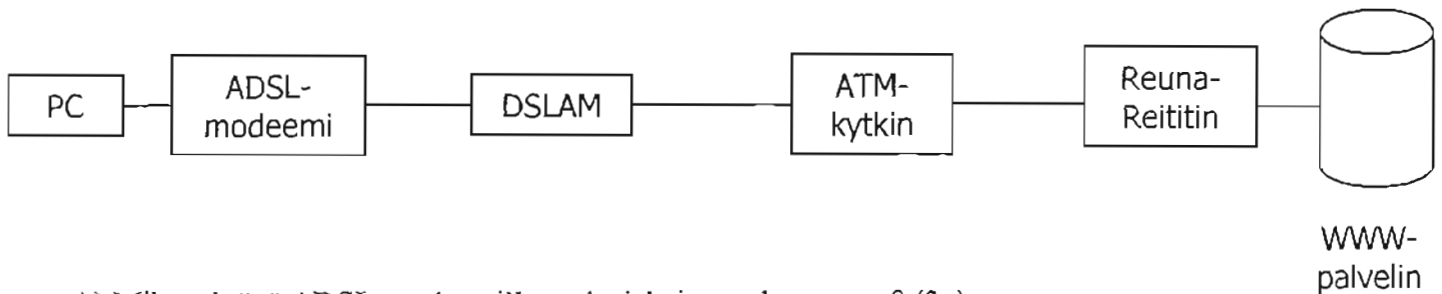 PC
ADSL-
modeemi
DSLAM
ATM-
kytkin
Reuna-
Reititin
WWW-
palvelin